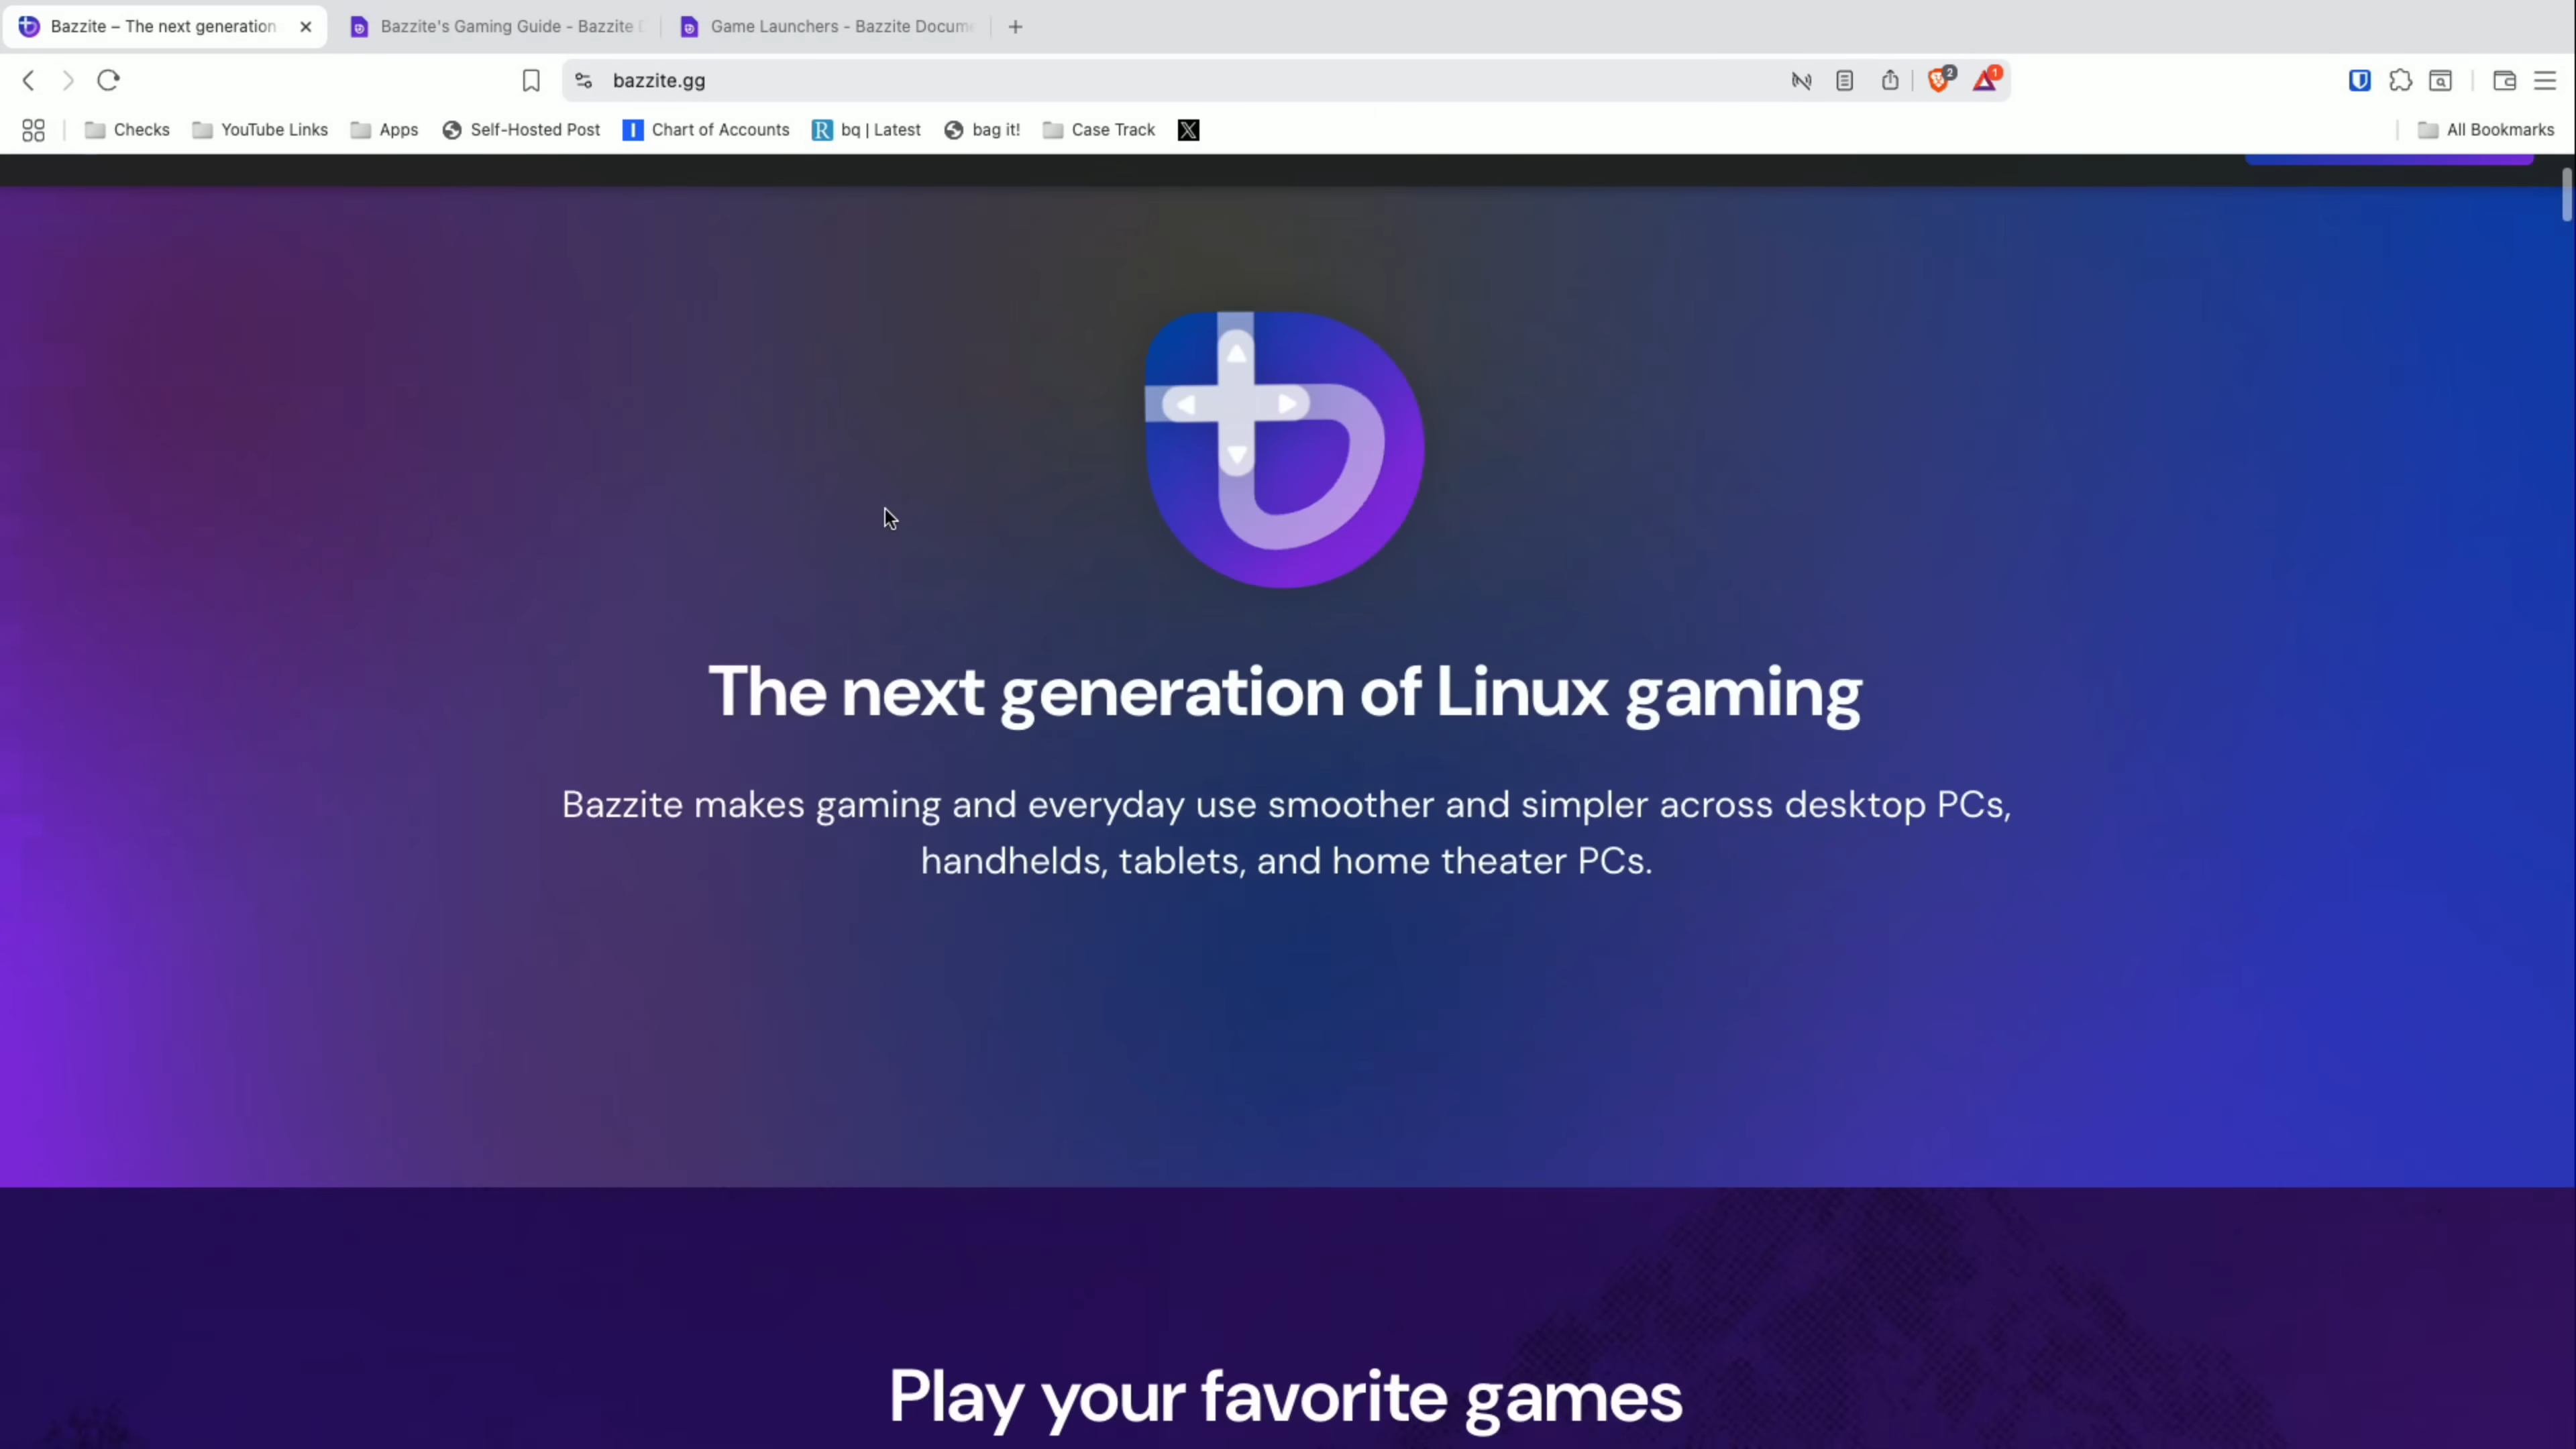 Bazzite – The next generation
Bazzite's Gaming Guide - Bazzite
Game Launchers - Bazzite Docum
bazzite.gg
2
1
Checks
YouTube Links
Apps
Self-Hosted Post
Chart of Accounts
R
bq | Latest
bag it!
Case Track
X
All Bookmarks
The next generation of Linux gaming
Bazzite makes gaming and everyday use smoother and simpler across desktop PCs,
handhelds, tablets, and home theater PCs.
Play your favorite games